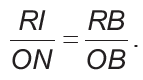 RI/ON = RB/OB.